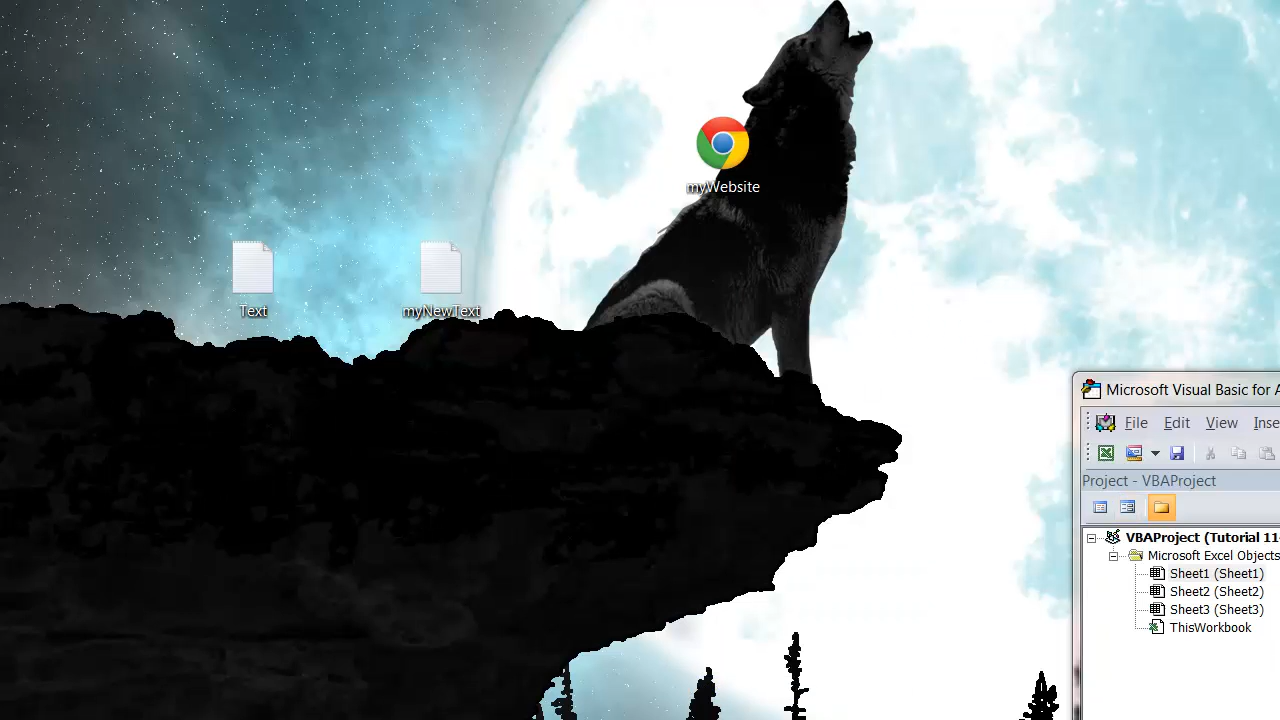 myWebsite
Text
myNewText
Microsoft Visual Basic for
File Edit View
Project - VBAProject
VBAProject (Tutorial 11
Microsoft Excel Objects
Sheet1 (Sheet1)
Sheet2 (Sheet2)
Sheet3 (Sheet3)
ThisWorkbook